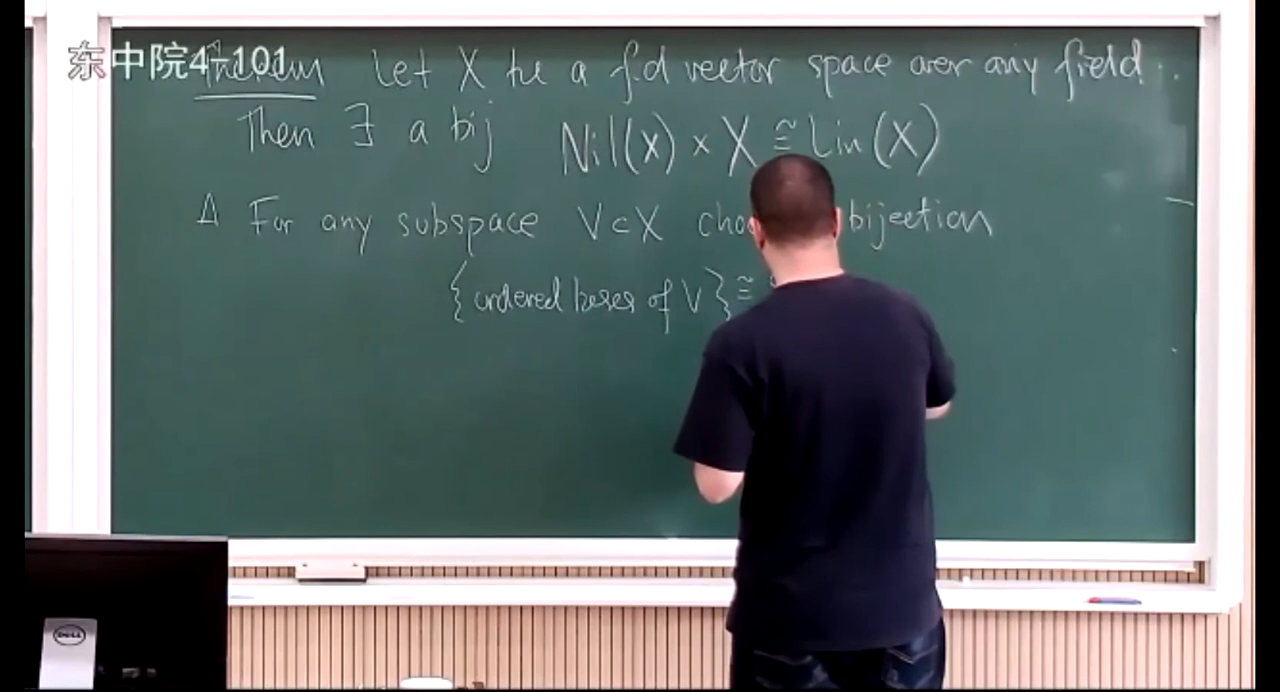 东中院4-101
Theorem Let X be a f.d vector space over any field.
Then ∃ a bij Nil(X) × X ≅ Lin(X)
Δ For any subspace V ⊂ X bijection
{ordered bases of V} ≅
DELL